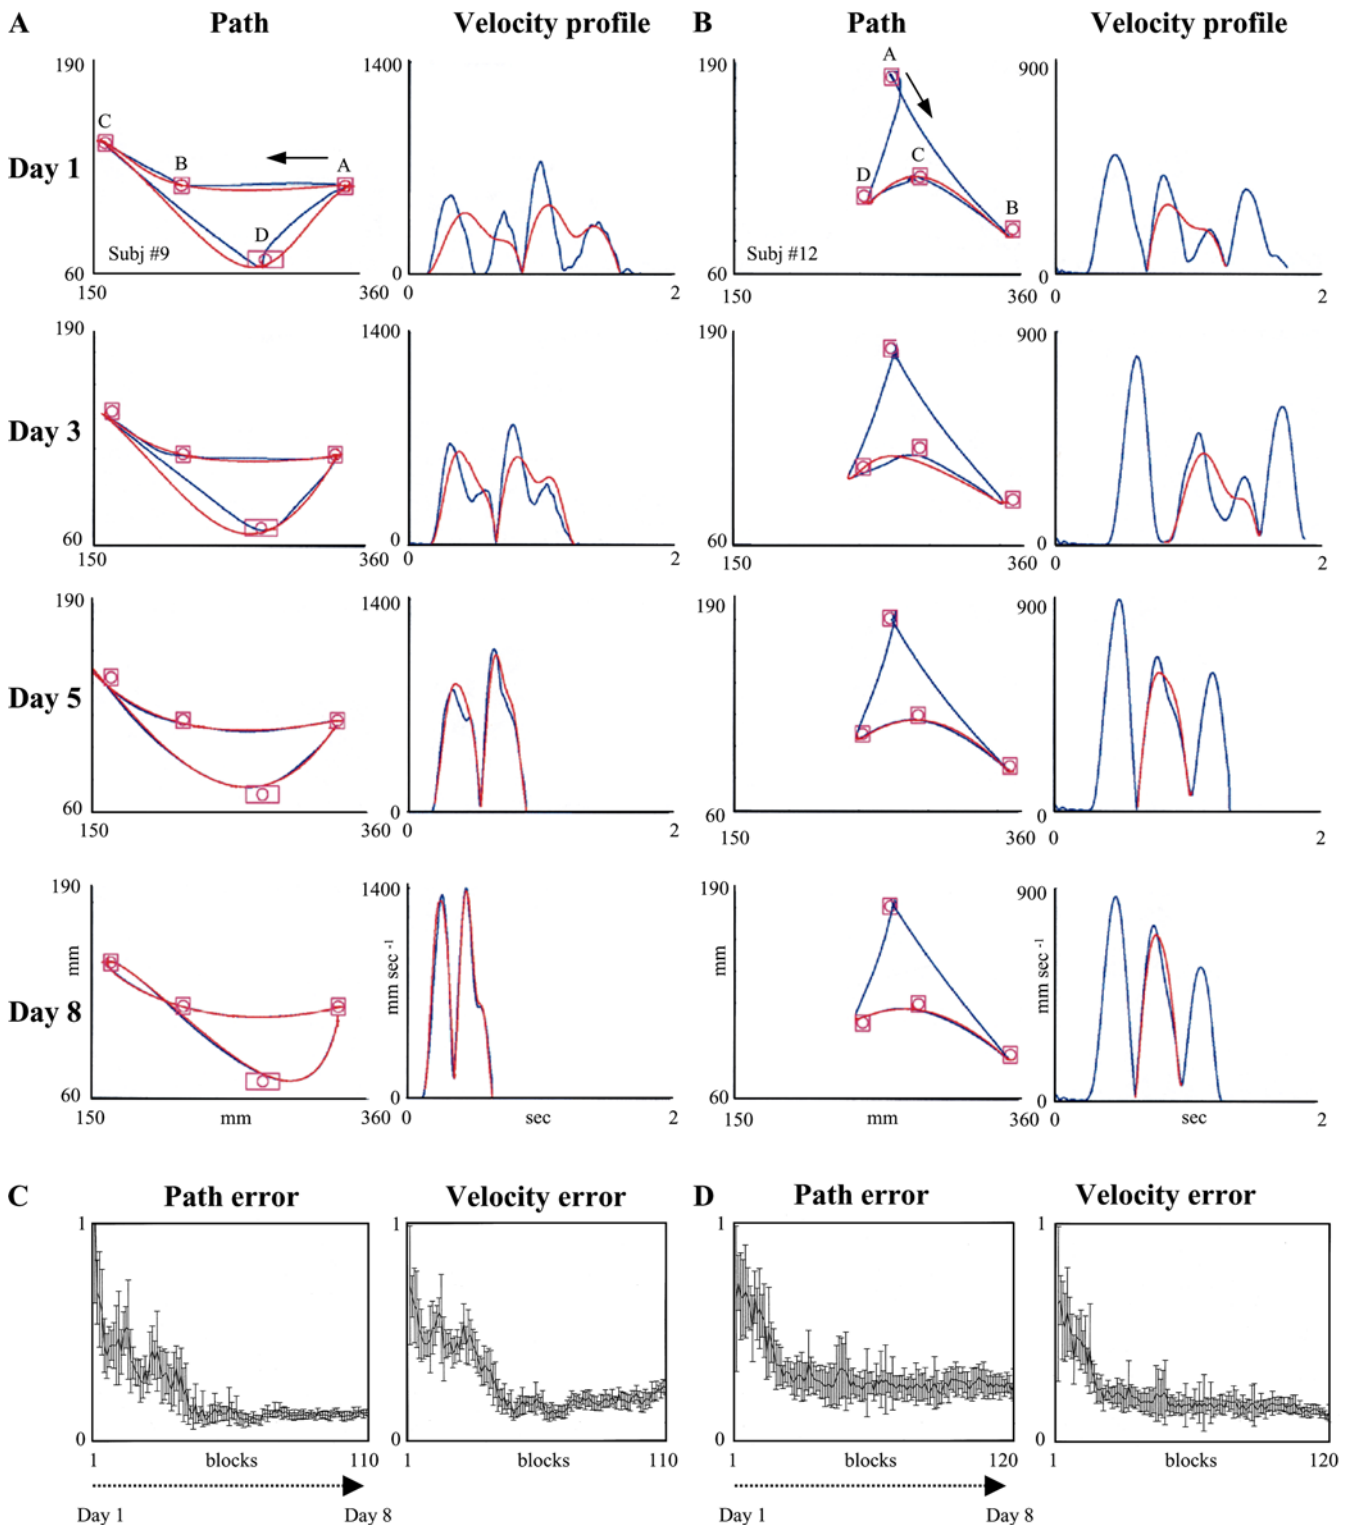 A Path Velocity profile B Path Velocity profile
Day 1
190 1400 190 900
C B A D
Subj #9
A C D B
Subj #12
60 0 60 0
150 360 0 2 150 360 0 2
Day 3
190 1400 190 900
60 0 60 0
150 360 0 2 150 360 0 2
Day 5
190 1400 190 900
60 0 60 0
150 360 0 2 150 360 0 2
Day 8
190 1400 190 900
mm mm sec -1 mm mm sec -1
60 0 60 0
150 mm 360 0 sec 2 150 mm 360 0 sec 2
C Path error Velocity error D Path error Velocity error
1 1 1 1
0 0 0 0
1 blocks 110 1 blocks 110 1 blocks 120 1 blocks 120
Day 1 Day 8 Day 1 Day 8